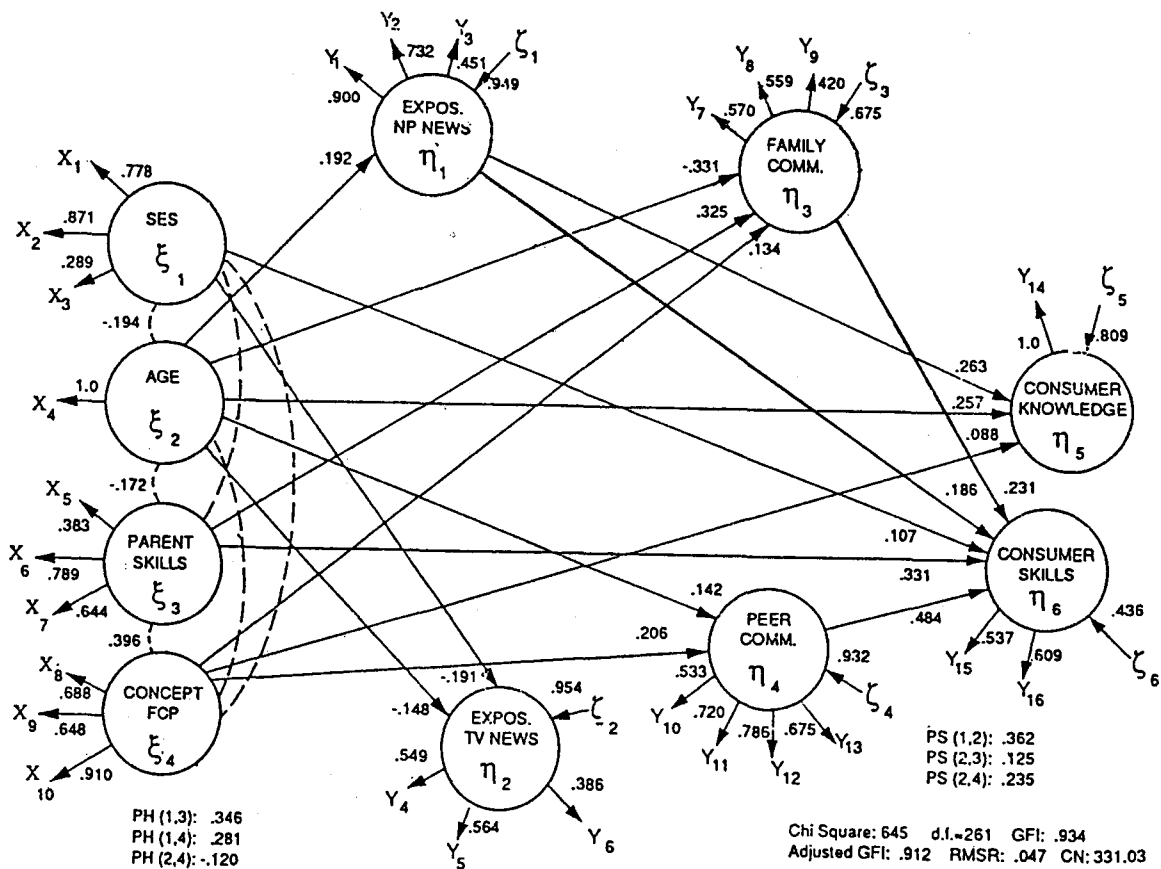 Y1
.900
Y2
.732
Y3
.451
ζ1
.949
EXPOS.
NP NEWS
η1
.192
Y7
.570
Y8
.559
Y9
.420
ζ3
.675
FAMILY
COMM.
η3
-.331
.325
.134
X1
.778
X2
.871
X3
.289
SES
ξ1
-.194
X4
1.0
AGE
ξ2
-.172
X5
.383
X6
.789
X7
.644
PARENT
SKILLS
ξ3
.396
X8
.688
X9
.648
X10
.910
CONCEPT
FCP
ξ4
Y14
1.0
ζ5
.809
.263
.257
.088
CONSUMER
KNOWLEDGE
η5
.186
.231
.107
.331
.484
CONSUMER
SKILLS
η6
.537
Y15
.609
Y16
.436
ζ6
.142
.206
PEER
COMM.
η4
.932
ζ4
.533
Y10
.720
Y11
.786
Y12
.675
Y13
-.191
-.148
.954
ζ2
EXPOS.
TV NEWS
η2
.549
Y4
.564
Y5
.386
Y6
PH (1,3): .346
PH (1,4): .281
PH (2,4): -.120
PS (1,2): .362
PS (2,3): .125
PS (2,4): .235
Chi Square: 645 d.f.=261 GFI: .934
Adjusted GFI: .912 RMSR: .047 CN: 331.03